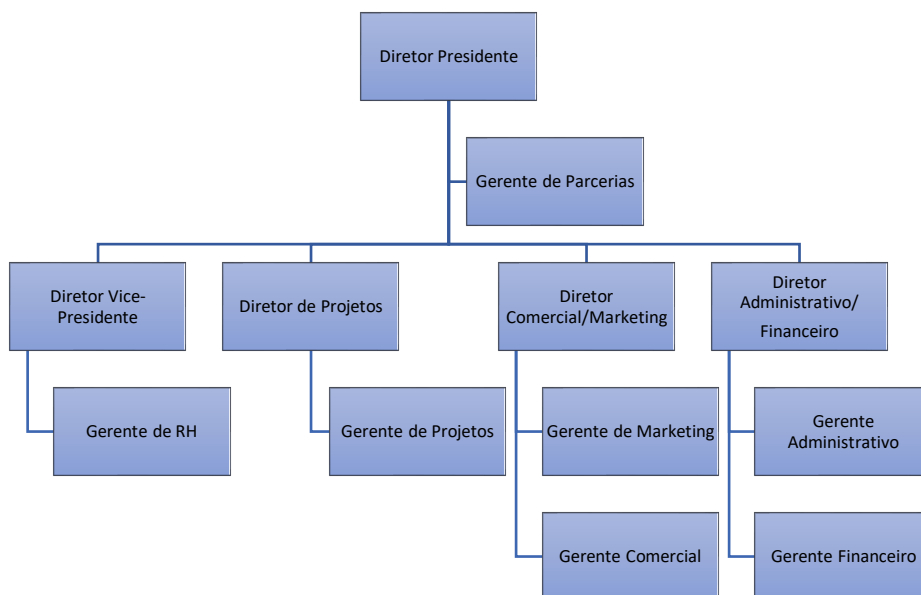 Diretor Presidente
Gerente de Parcerias
Diretor Vice-
Presidente
Diretor de Projetos
Diretor
Comercial/Marketing
Diretor
Administrativo/
Financeiro
Gerente de RH
Gerente de Projetos
Gerente de Marketing
Gerente
Administrativo
Gerente Comercial
Gerente Financeiro